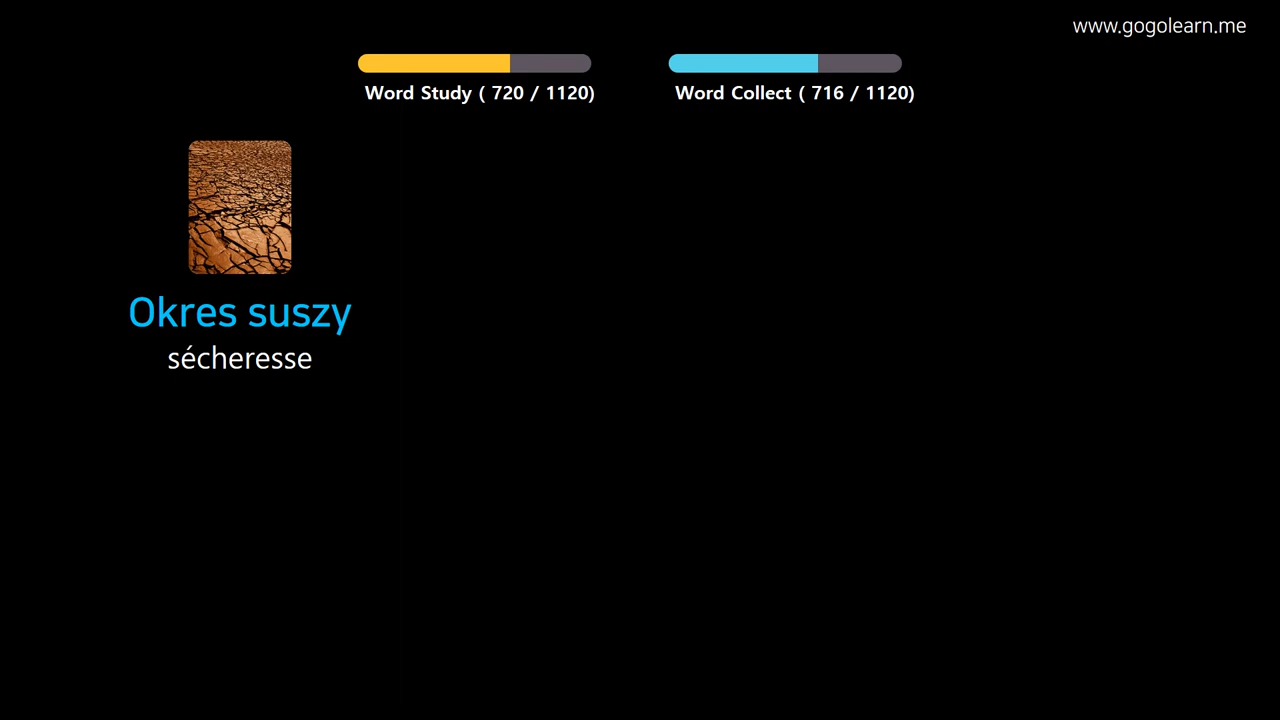 www.gogolearn.me
Word Study ( 720 / 1120)
Word Collect ( 716 / 1120)
Okres suszy
sécheresse